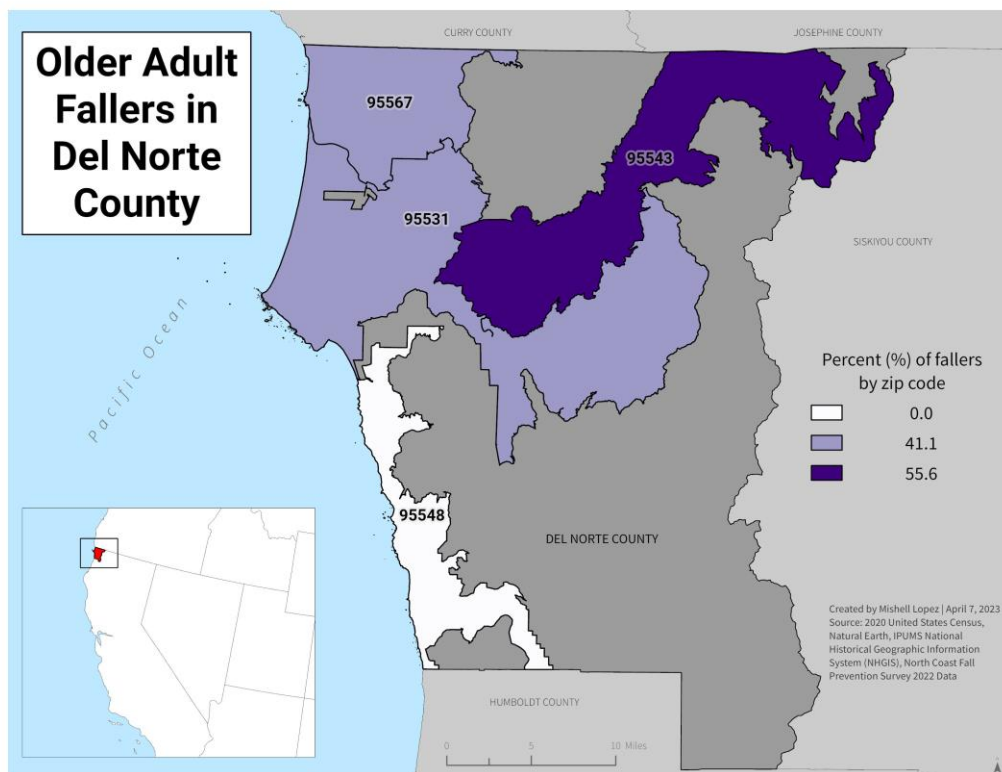 Older Adult
Fallers in
Del Norte
County
CURRY COUNTY
JOSEPHINE COUNTY
95567
95543
95531
SISKIYOU COUNTY
Pacific Ocean
Percent (%) of fallers
by zip code
0.0
41.1
55.6
95548
DEL NORTE COUNTY
Created by Mishell Lopez | April 7, 2023
Source: 2020 United States Census,
Natural Earth, IPUMS National
Historical Geographic Information
System (NHGIS), North Coast Fall
Prevention Survey 2022 Data
HUMBOLDT COUNTY
0 5 10 Miles